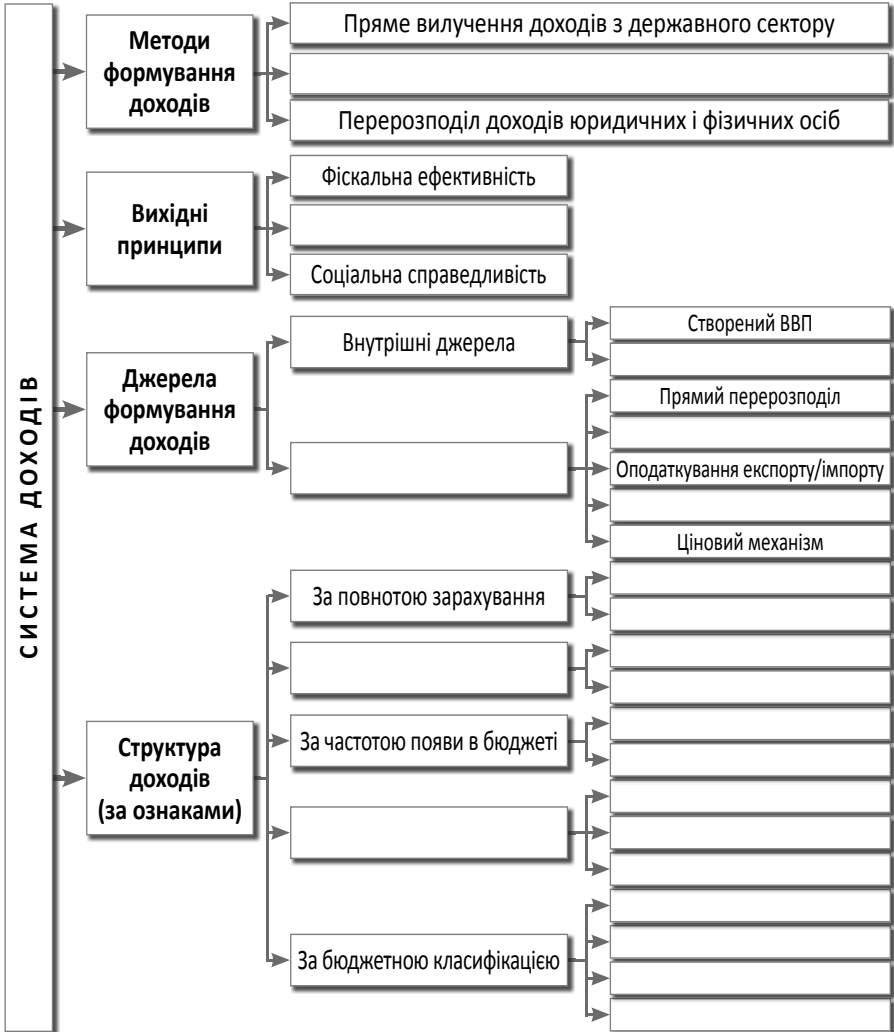 СИСТЕМА ДОХОДІВ
Методи
формування
доходів
Пряме вилучення доходів з державного сектору
Перерозподіл доходів юридичних і фізичних осіб
Вихідні
принципи
Фіскальна ефективність
Соціальна справедливість
Джерела
формування
доходів
Внутрішні джерела
Створений ВВП
Прямий перерозподіл
Оподаткування експорту/імпорту
Ціновий механізм
Структура
доходів
(за ознаками)
За повнотою зарахування
За частотою появи в бюджеті
За бюджетною класифікацією